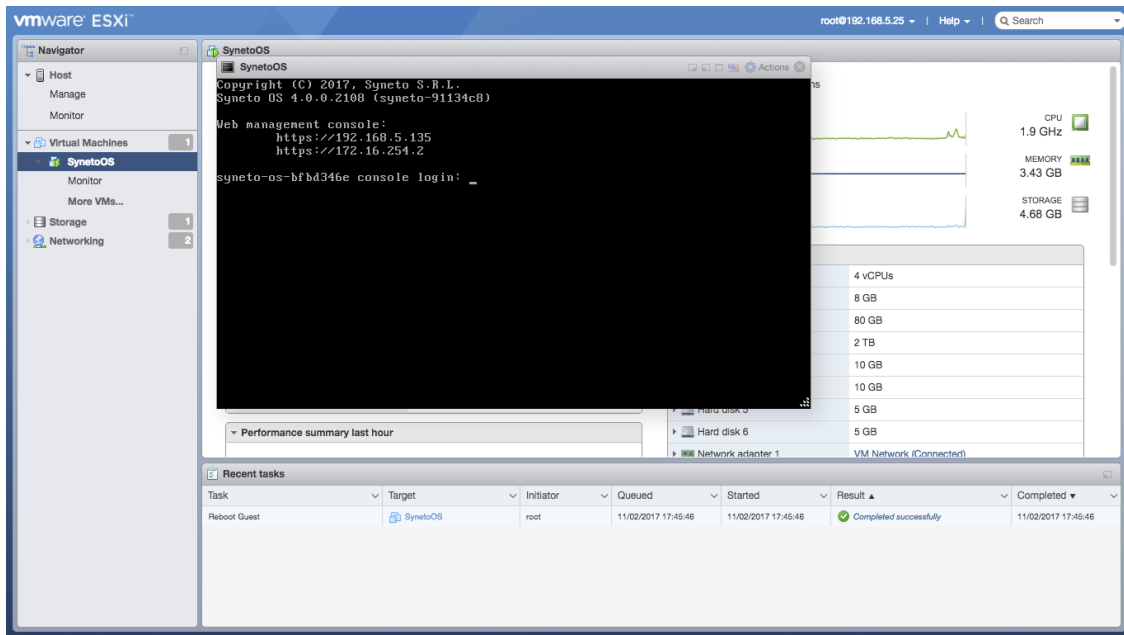 vmware ESXi™
root@192.168.5.25 | Help | Search
Navigator
Host
Manage
Monitor
Virtual Machines 1
SynetoOS
Monitor
More VMs...
Storage 1
Networking 2
SynetoOS
SynetoOS Actions
Copyright (C) 2017, Syneto S.R.L.
Syneto OS 4.0.0.2108 (syneto-91134c8)
Web management console:
https://192.168.5.135
https://172.16.254.2
syneto-os-bfbd346e console login: _
CPU
1.9 GHz
MEMORY
3.43 GB
STORAGE
4.68 GB
4 vCPUs
8 GB
80 GB
2 TB
10 GB
10 GB
Hard disk 5 5 GB
Hard disk 6 5 GB
Network adapter 1 VM Network (Connected)
Performance summary last hour
Recent tasks
Task Target Initiator Queued Started Result Completed
Reboot Guest SynetoOS root 11/02/2017 17:45:46 11/02/2017 17:45:46 Completed successfully 11/02/2017 17:45:46